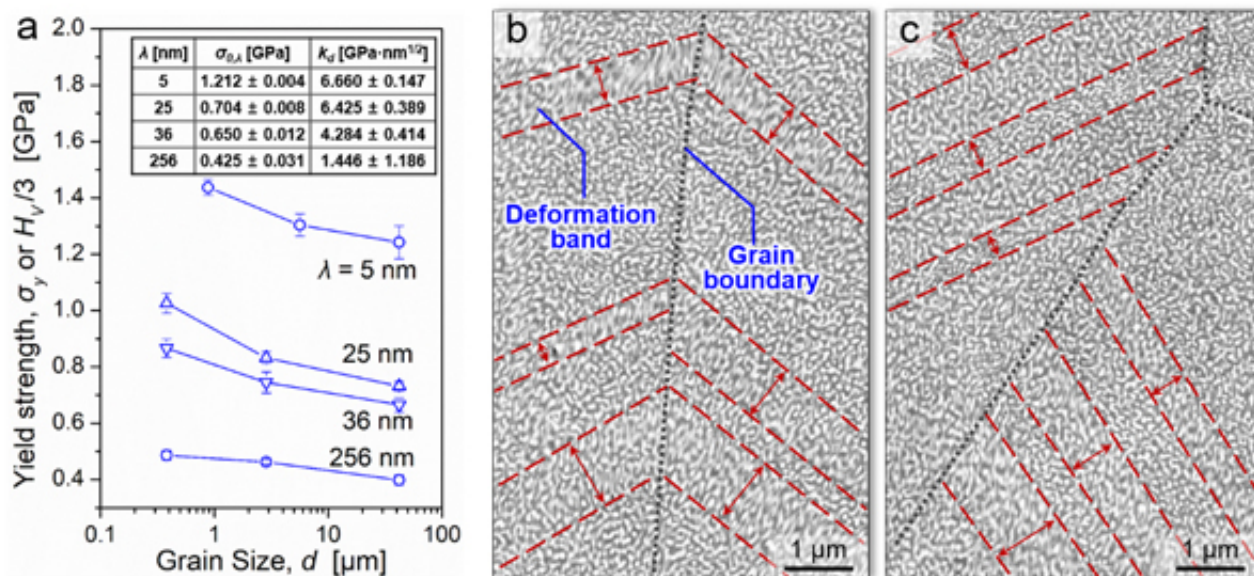 a
Yield strength, σy or HV/3 [GPa]
2.0
1.8
1.6
1.4
1.2
1.0
0.8
0.6
0.4
λ [nm] σ0,λ [GPa] kd [GPa·nm1/2]
5 1.212 ± 0.004 6.660 ± 0.147
25 0.704 ± 0.008 6.425 ± 0.389
36 0.650 ± 0.012 4.284 ± 0.414
256 0.425 ± 0.031 1.446 ± 1.186
λ = 5 nm
25 nm
36 nm
256 nm
0.1 1 10 100
Grain Size, d [µm]
b
Deformation
band
Grain
boundary
1 µm
c
1 µm